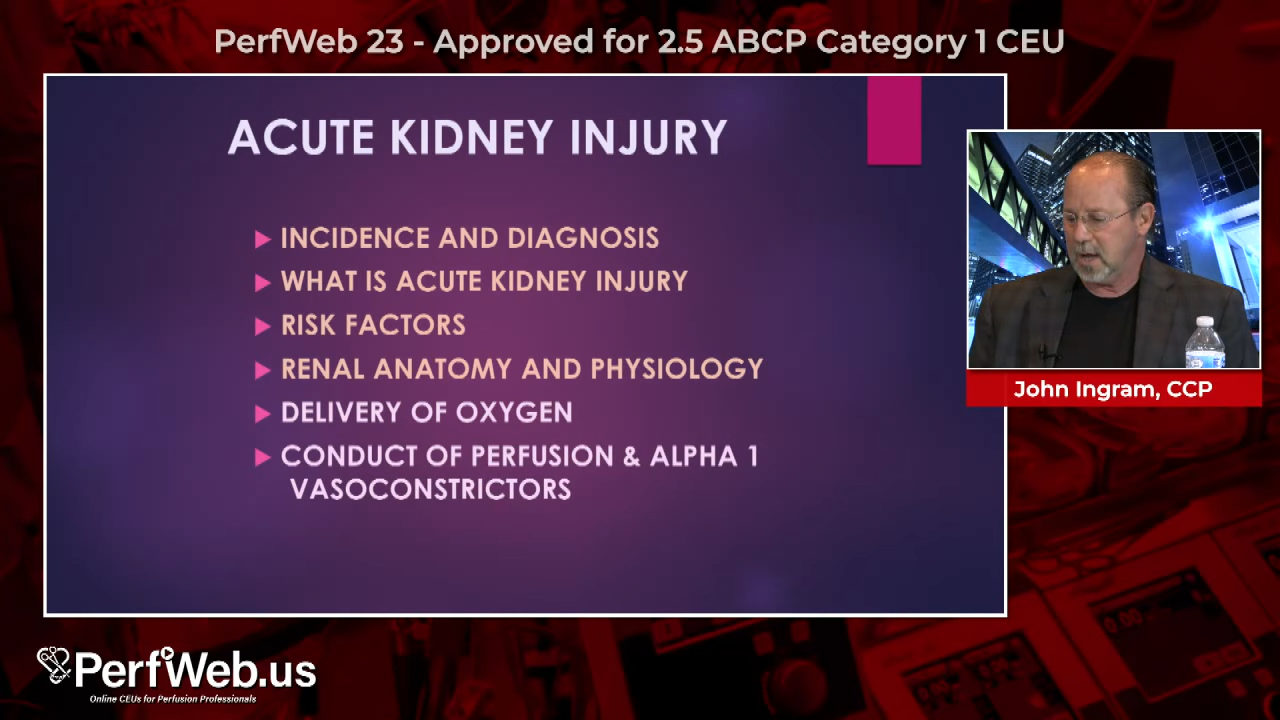 PerfWeb 23 - Approved for 2.5 ABCP Category 1 CEU
ACUTE KIDNEY INJURY
INCIDENCE AND DIAGNOSIS
WHAT IS ACUTE KIDNEY INJURY
RISK FACTORS
RENAL ANATOMY AND PHYSIOLOGY
DELIVERY OF OXYGEN
CONDUCT OF PERFUSION & ALPHA 1
VASOCONSTRICTORS
John Ingram, CCP
PerfWeb.us
Online CEUs for Perfusion Professionals